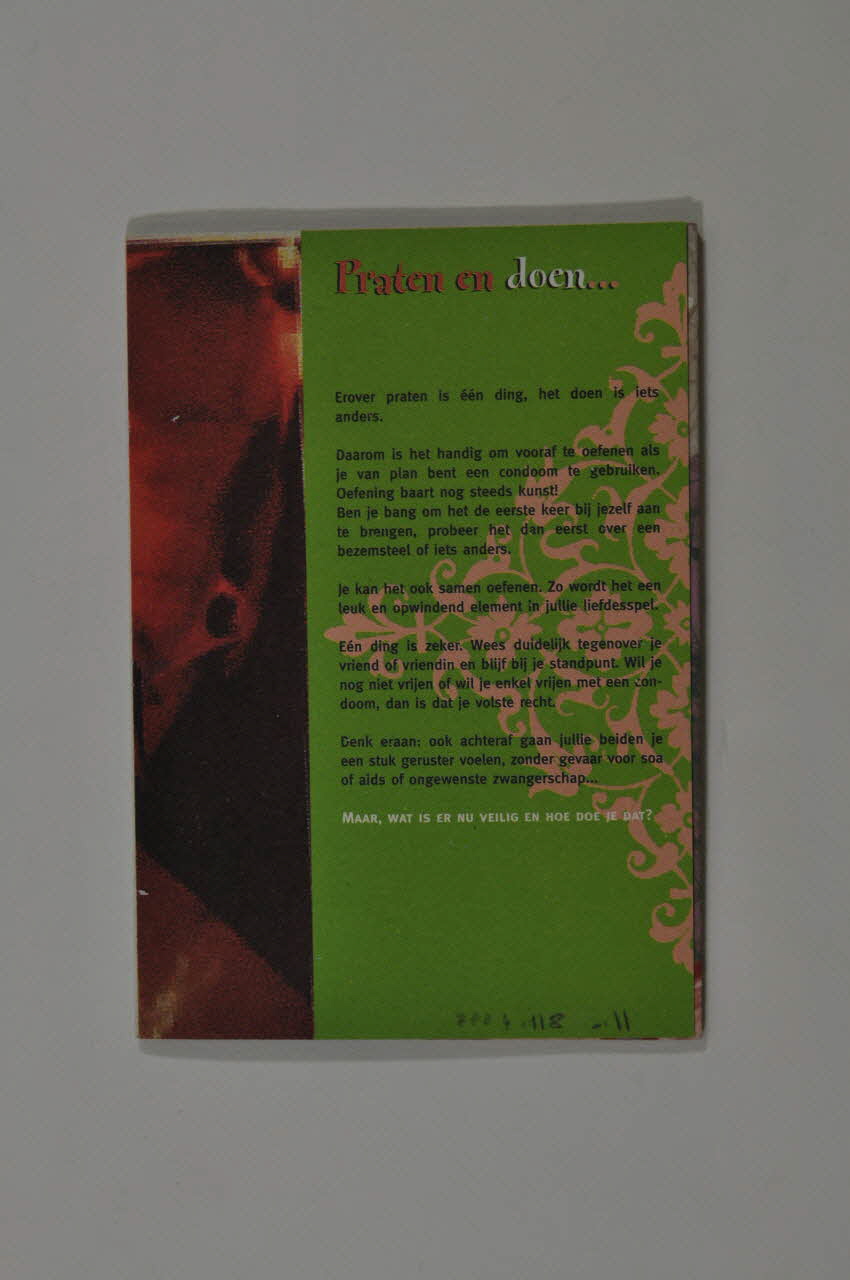 Praten en doen...
Erover praten is één ding, het doen is iets
anders.
Daarom is het handig om vooraf te oefenen als
je van plan bent een condoom te gebruiken.
Oefening baart nog steeds kunst!
Ben je bang om het de eerste keer bij jezelf aan
te brengen, probeer het dan eerst over een
bezemsteel of iets anders.
Je kan het ook samen oefenen. Zo wordt het een
leuk en opwindend element in jullie liefdesspel.
Eén ding is zeker. Wees duidelijk tegenover je
vriend of vriendin en blijf bij je standpunt. Wil je
nog niet vrijen of wil je enkel vrijen met een con-
doom, dan is dat je volste recht.
Denk eraan: ook achteraf gaan jullie beiden je
een stuk geruster voelen, zonder gevaar voor soa
of aids of ongewenste zwangerschap...
MAAR, WAT IS ER NU VEILIG EN HOE DOE JE DAT?